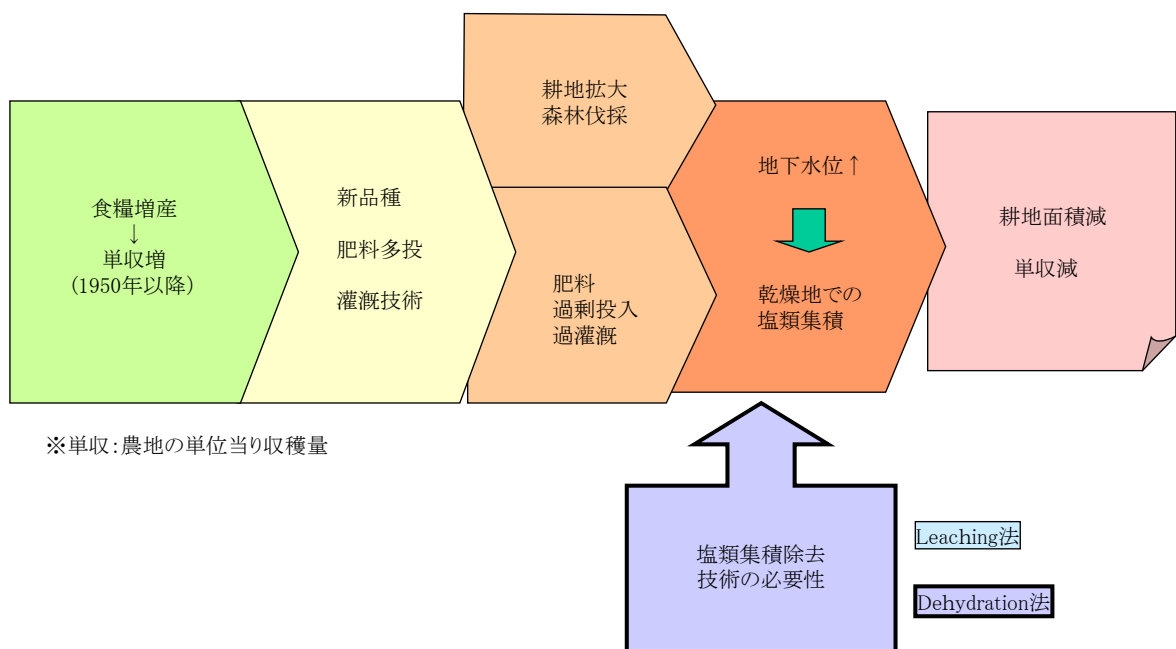 食糧増産
↓
単収増
(1950年以降)
新品種
肥料多投
灌漑技術
耕地拡大
森林伐採
肥料
過剰投入
過灌漑
地下水位↑
乾燥地での
塩類集積
耕地面積減
単収減
※単収：農地の単位当り収穫量
塩類集積除去
技術の必要性
Leaching法
Dehydration法